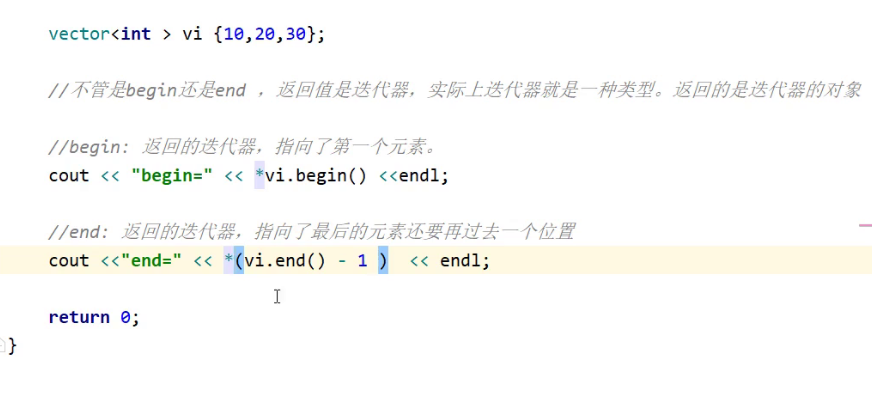 vector<int > vi {10,20,30};
//不管是begin还是end ，返回值是迭代器，实际上迭代器就是一种类型。返回的是迭代器的对象
//begin: 返回的迭代器，指向了第一个元素。
cout << "begin=" << *vi.begin() <<endl;
//end: 返回的迭代器，指向了最后的元素还要再过去一个位置
cout <<"end=" << *(vi.end() - 1 )  << endl;
return 0;
}